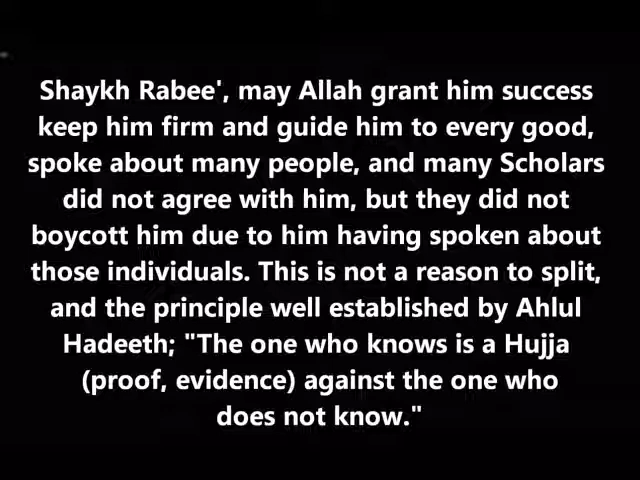 Shaykh Rabee', may Allah grant him success
keep him firm and guide him to every good,
spoke about many people, and many Scholars
did not agree with him, but they did not
boycott him due to him having spoken about
those individuals. This is not a reason to split,
and the principle well established by Ahlul
Hadeeth; "The one who knows is a Hujja
(proof, evidence) against the one who
does not know."